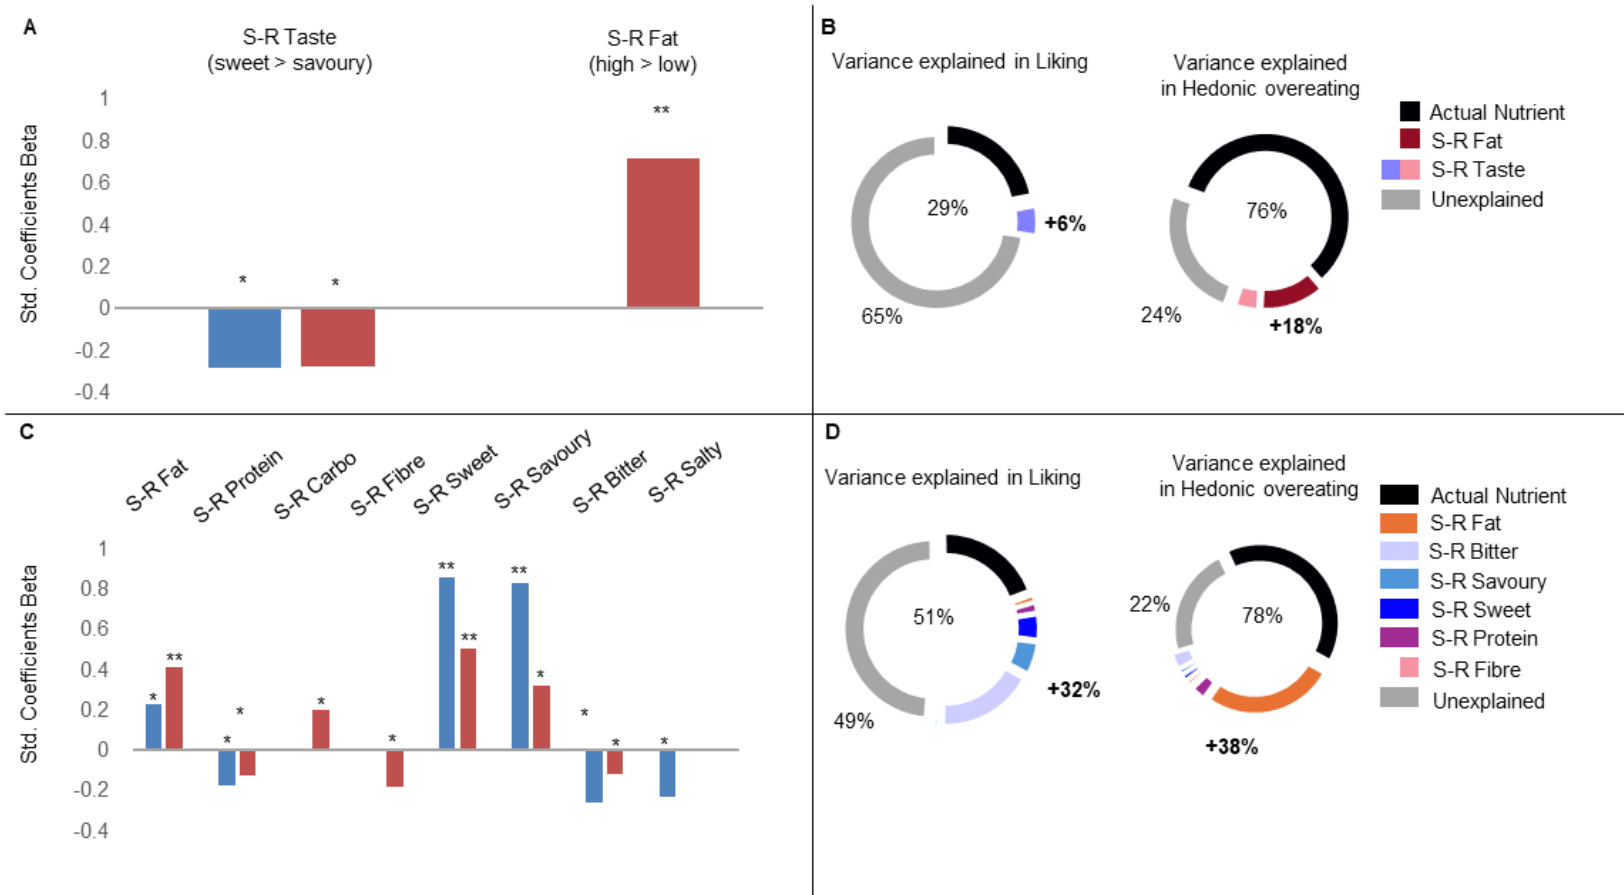 A
S-R Taste
(sweet > savoury)
S-R Fat
(high > low)
Std. Coefficients Beta
1
0.8
0.6
0.4
0.2
0
-0.2
-0.4
*
*
**
B
Variance explained in Liking
Variance explained
in Hedonic overeating
29%
+6%
65%
76%
24%
+18%
Actual Nutrient
S-R Fat
S-R Taste
Unexplained
C
S-R Fat
S-R Protein
S-R Carbo
S-R Fibre
S-R Sweet
S-R Savoury
S-R Bitter
S-R Salty
Std. Coefficients Beta
1
0.8
0.6
0.4
0.2
0
-0.2
-0.4
*
**
*
*
*
*
**
**
**
*
*
*
*
D
Variance explained in Liking
Variance explained
in Hedonic overeating
51%
+32%
49%
22%
78%
+38%
Actual Nutrient
S-R Fat
S-R Bitter
S-R Savoury
S-R Sweet
S-R Protein
S-R Fibre
Unexplained